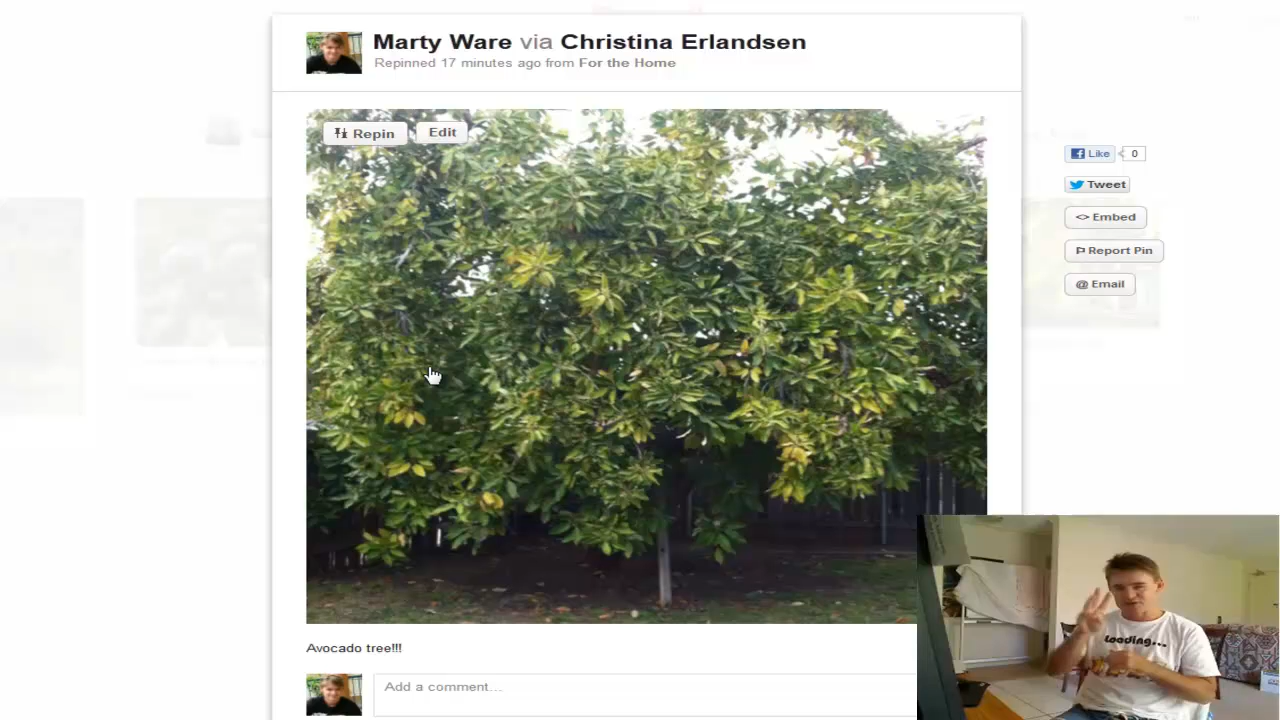 Marty Ware via Christina Erlandsen
Repinned 17 minutes ago from For the Home
Repin
Edit
Like
0
Tweet
<> Embed
Report Pin
@ Email
Avocado tree!!!
Add a comment...
Loading...